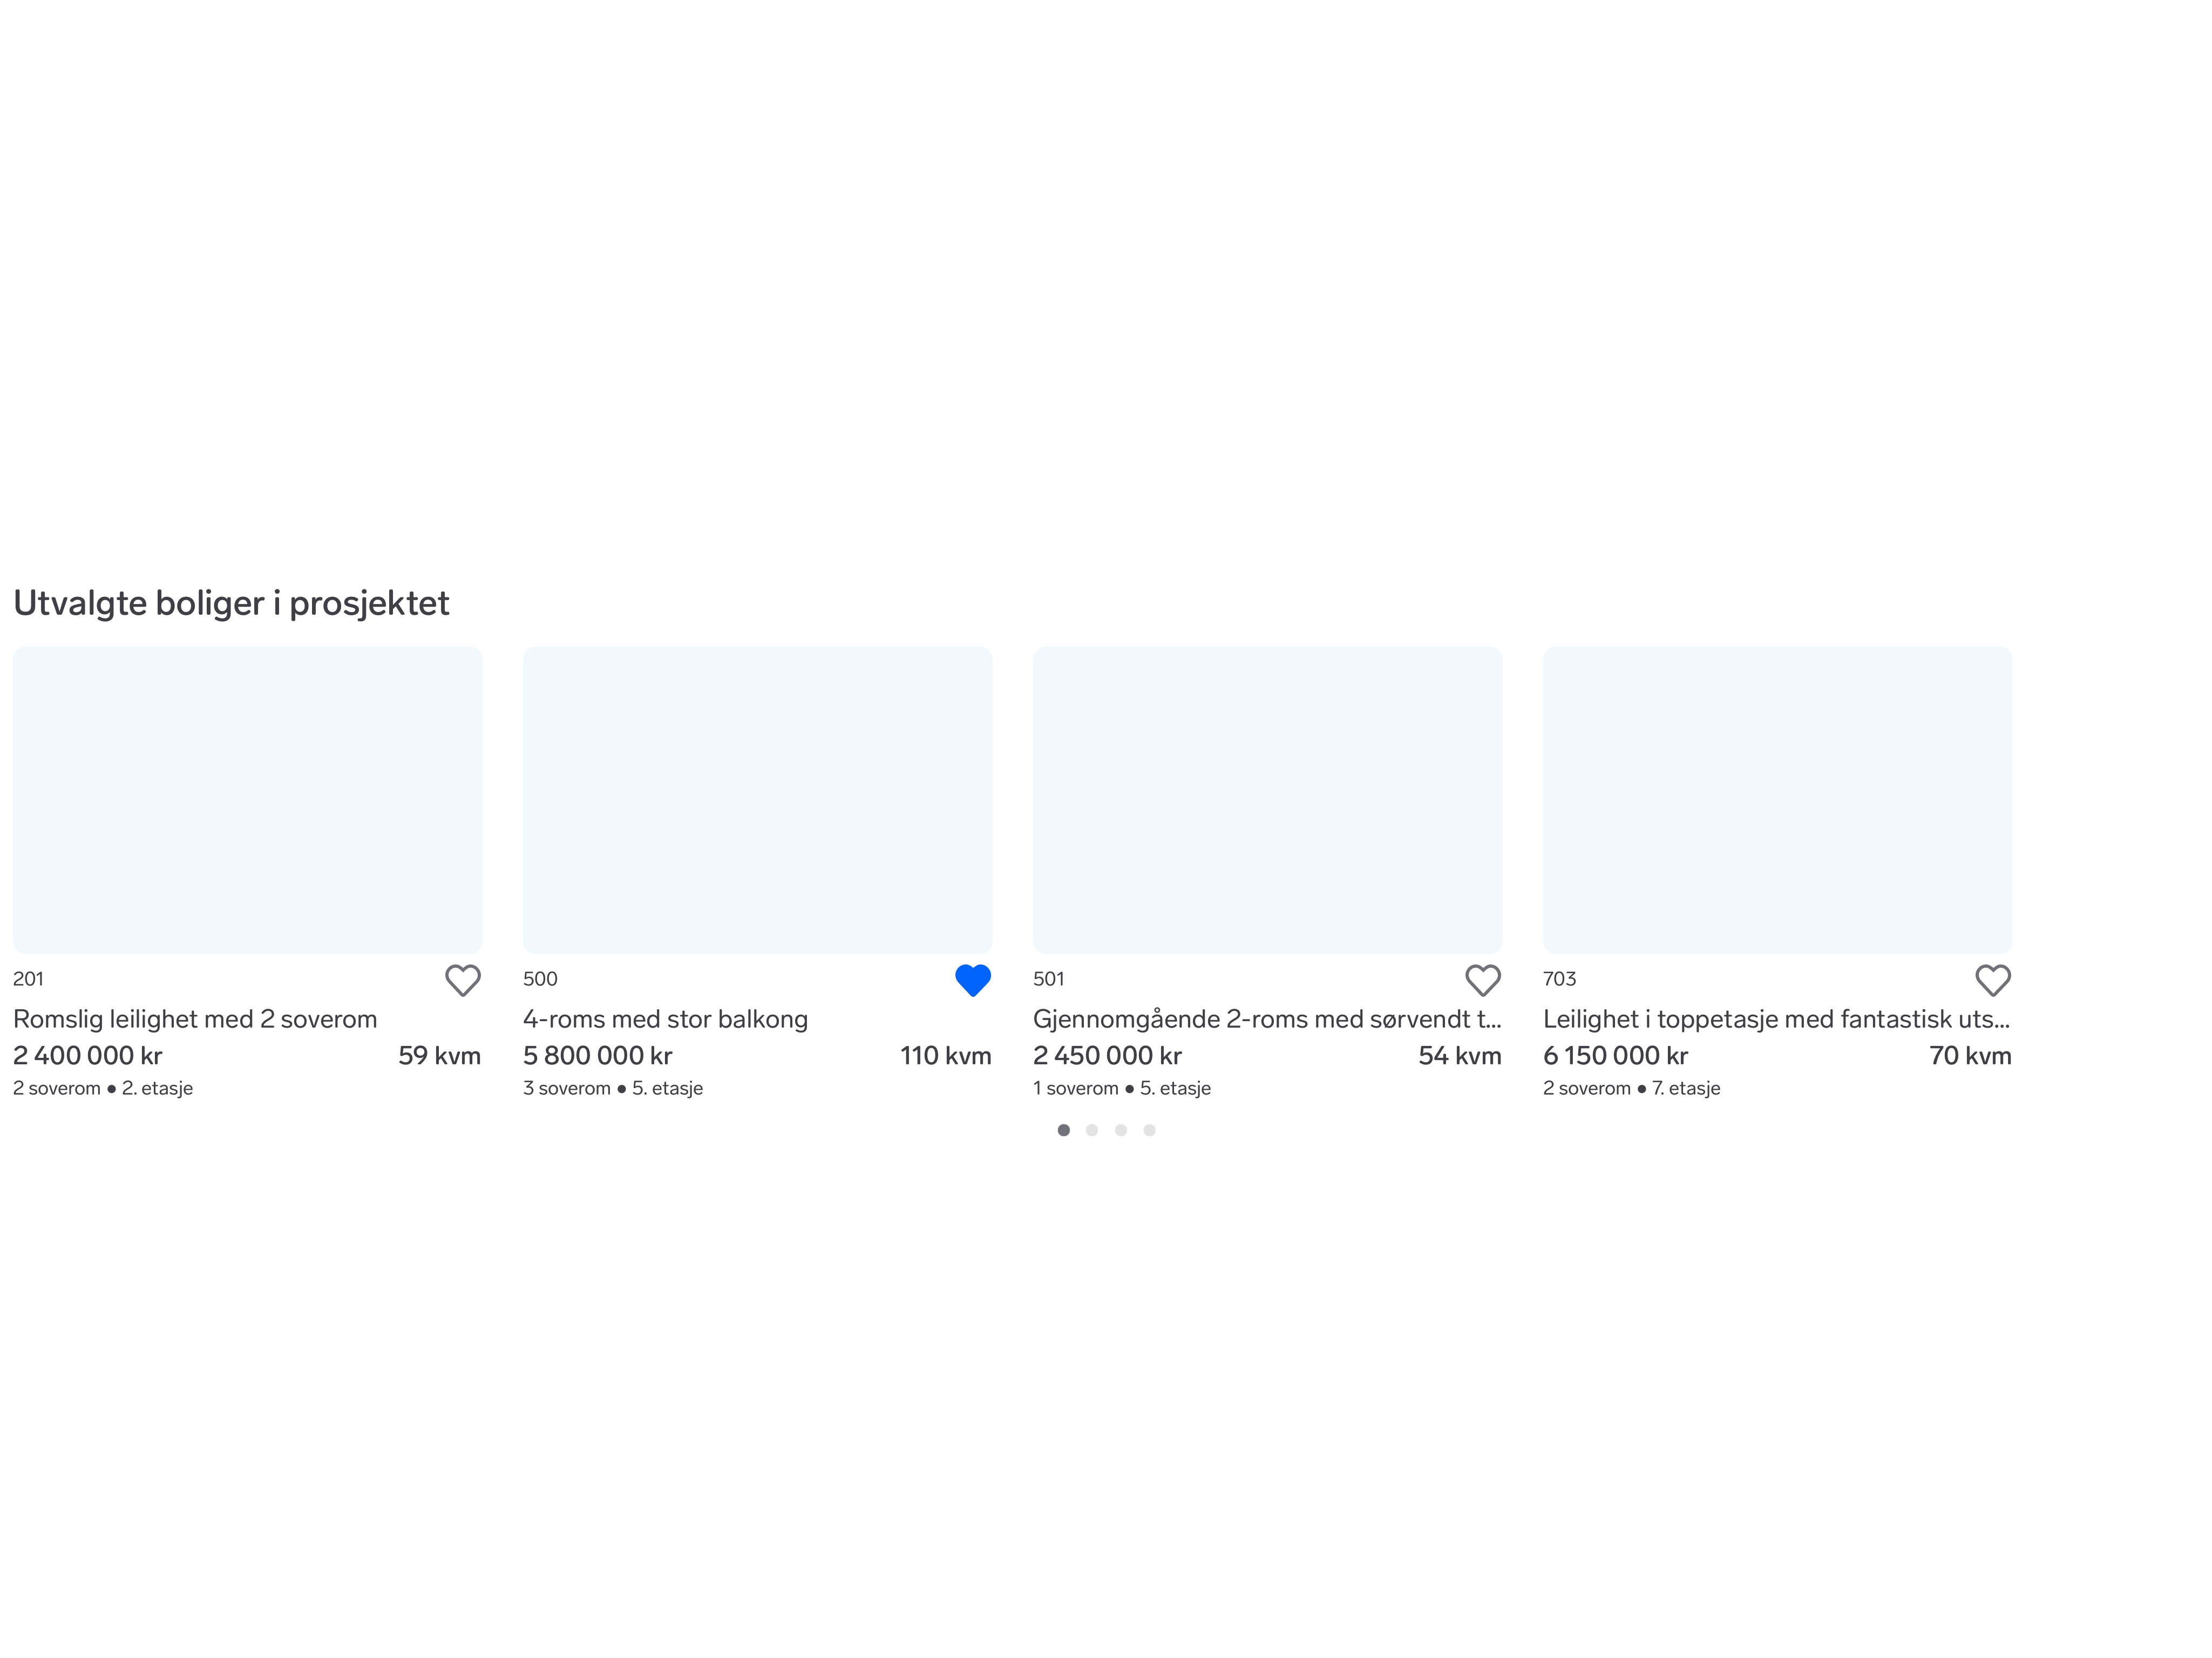 Utvalgte boliger i prosjektet
201
Romslig leilighet med 2 soverom
2 400 000 kr 59 kvm
2 soverom ● 2. etasje
500
4-roms med stor balkong
5 800 000 kr 110 kvm
3 soverom ● 5. etasje
501
Gjennomgående 2-roms med sørvendt t...
2 450 000 kr 54 kvm
1 soverom ● 5. etasje
703
Leilighet i toppetasje med fantastisk uts...
6 150 000 kr 70 kvm
2 soverom ● 7. etasje